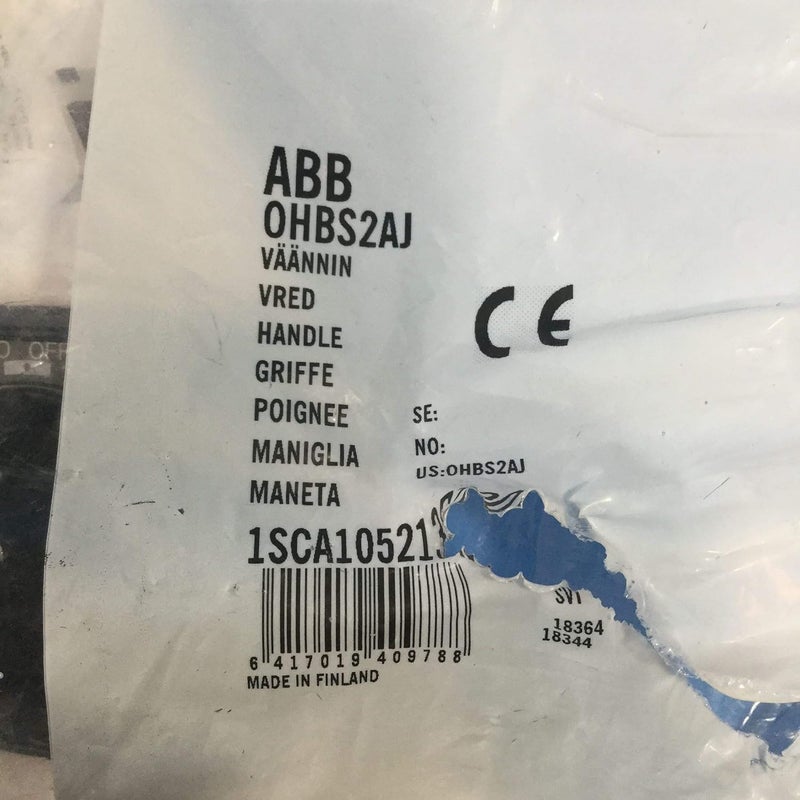 ABB
OHBS2AJ
VÄÄNNIN
VRED
HANDLE
GRIFFE
POIGNEE
MANIGLIA
MANETA
CE
SE:
NO:
US:OHBS2AJ
SVT
18364
18344
6 417019 409788
MADE IN FINLAND
OFF